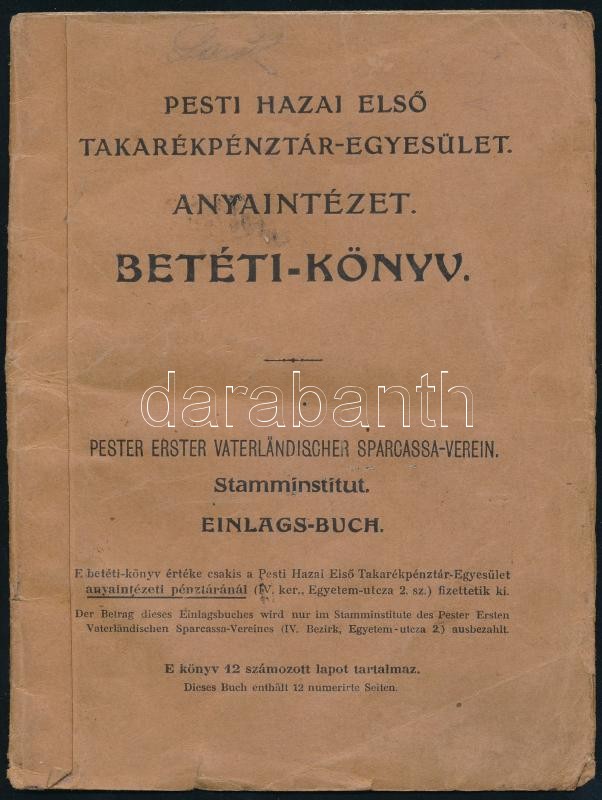 PESTI HAZAI ELSŐ
TAKARÉKPÉNZTÁR-EGYESÜLET.
ANYAINTÉZET.
BETÉTI-KÖNYV.
darabanth
PESTER ERSTER VATERLÄNDISCHER SPARCASSA-VEREIN.
Stamminstitut.
EINLAGS-BUCH.
E betéti-könyv értéke csakis a Pesti Hazai Első Takarékpénztár-Egyesület
anyaintézeti pénztáránál (IV. ker., Egyetem-utcza 2. sz.) fizettetik ki.
Der Betrag dieses Einlagsbuches wird nur im Stamminstitute des Pester Ersten
Vaterländischen Sparcassa-Vereines (IV. Bezirk, Egyetem-utcza 2.) ausbezahlt.
E könyv 12 számozott lapot tartalmaz.
Dieses Buch enthält 12 numerirte Seiten.